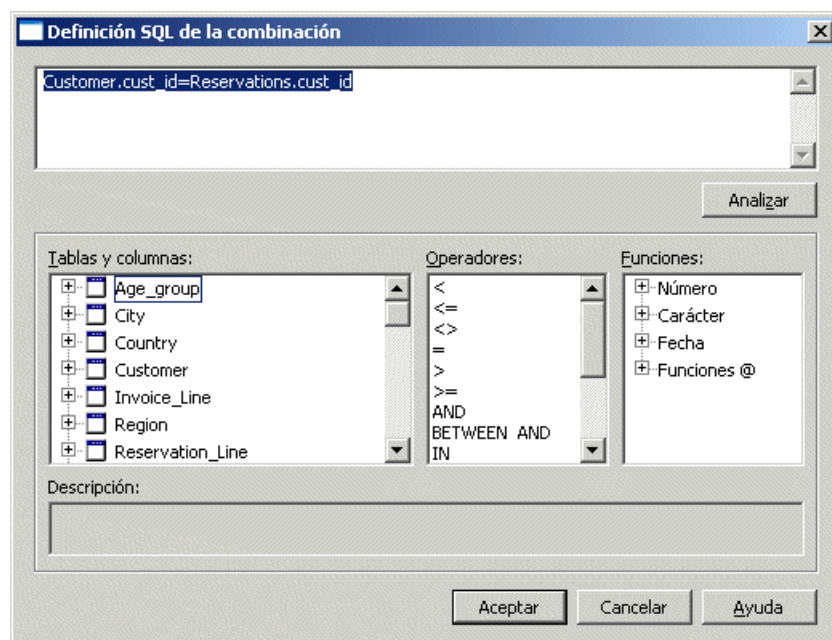 Definición SQL de la combinación
Customer.cust_id=Reservations.cust_id
Analizar
Tablas y columnas:
Age_group
City
Country
Customer
Invoice_Line
Region
Reservation_Line
Operadores:
<
<=
<>
=
>
>=
AND
BETWEEN AND
IN
Funciones:
Número
Carácter
Fecha
Funciones @
Descripción:
Aceptar
Cancelar
Ayuda